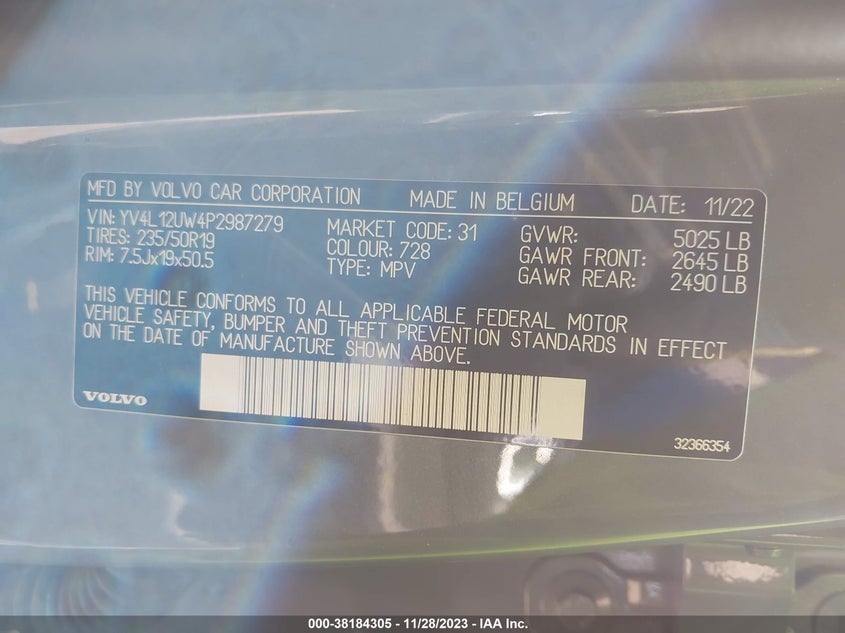 MFD BY VOLVO CAR CORPORATION MADE IN BELGIUM DATE: 11/22
VIN: YV4L12UW4P2987279 MARKET CODE: 31 GVWR: 5025 LB
TIRES: 235/50R19 COLOUR: 728 GAWR FRONT: 2645 LB
RIM: 7.5Jx19x50.5 TYPE: MPV GAWR REAR: 2490 LB
THIS VEHICLE CONFORMS TO ALL APPLICABLE FEDERAL MOTOR
VEHICLE SAFETY, BUMPER AND THEFT PREVENTION STANDARDS IN EFFECT
ON THE DATE OF MANUFACTURE SHOWN ABOVE.
VOLVO
32366354
000-38184305 - 11/28/2023 - IAA Inc.